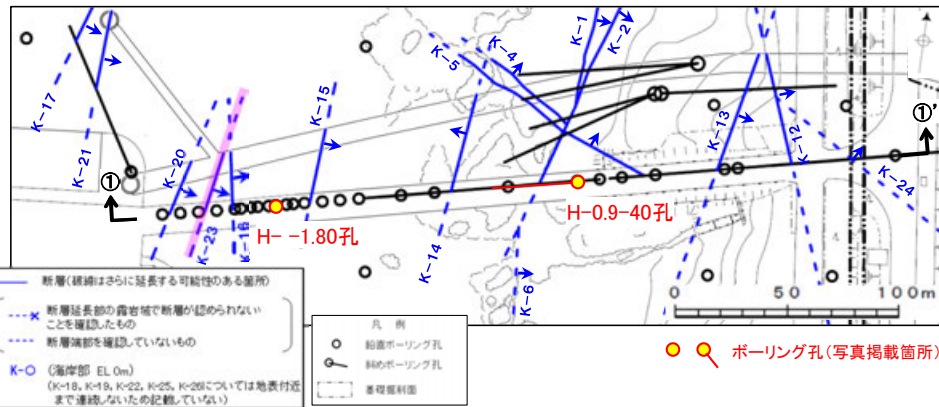 K-17
K-21
K-20
K-23
K-16
K-15
K-14
K-5
K-4
K-1
K-2
K-6
K-13
K-12
K-24
①
①'
H- -1.80孔
H-0.9-40孔
0 50 100m
断層(破線はさらに延長する可能性のある箇所)
断層延長部の露岩域で断層が認められない
ことを確認したもの
断層端部を確認していないもの
K-○ (海岸部 EL 0m)
(K-18, K-19, K-22, K-25, K-26については地表付近
まで連続しないため記載していない)
凡 例
鉛直ボーリング孔
斜めボーリング孔
基礎掘削面
ボーリング孔(写真掲載箇所)